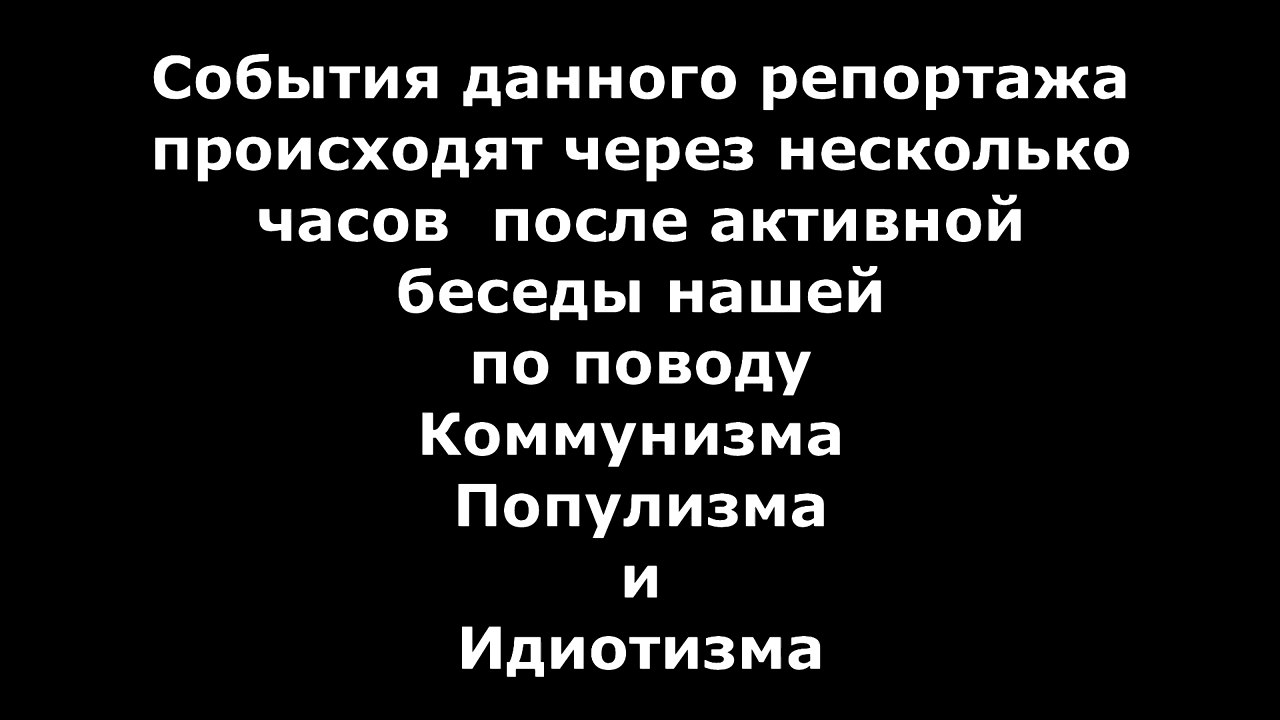 События данного репортажа
происходят через несколько
часов  после активной
беседы нашей
по поводу
Коммунизма
Популизма
и
Идиотизма